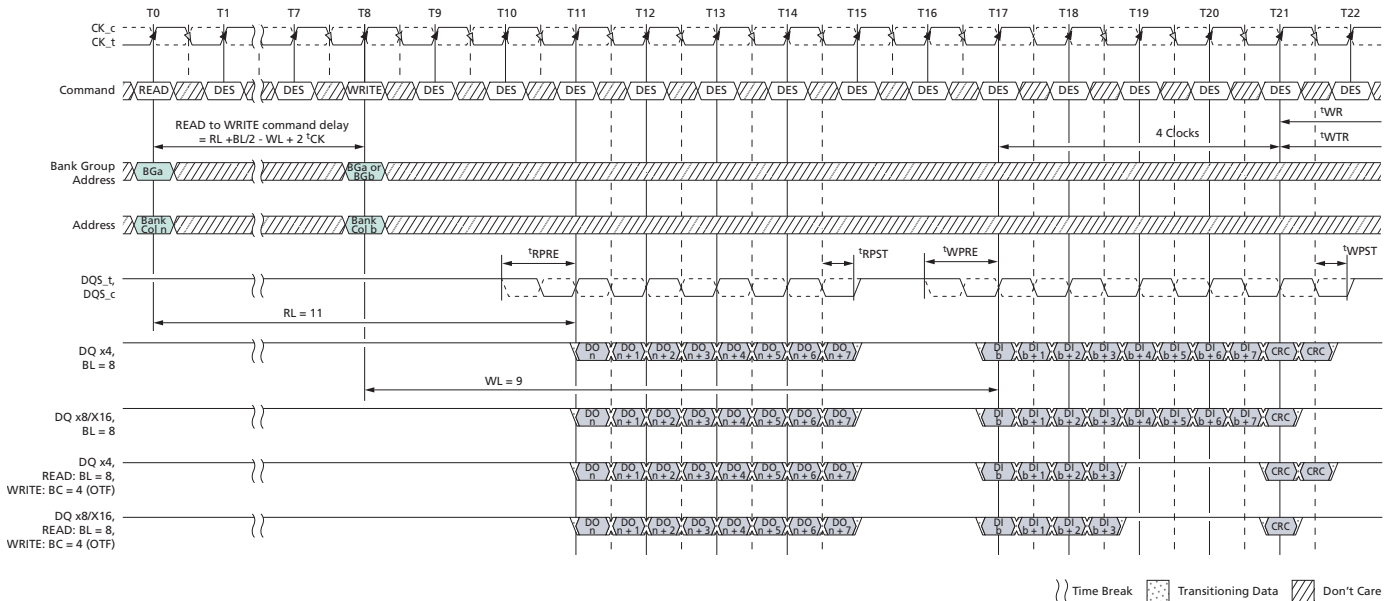 T0 T1 T7 T8 T9 T10 T11 T12 T13 T14 T15 T16 T17 T18 T19 T20 T21 T22
CK_c
CK_t
Command READ DES DES WRITE DES DES DES DES DES DES DES DES DES DES DES DES DES DES
tWR
READ to WRITE command delay
= RL +BL/2 - WL + 2 tCK
4 Clocks
tWTR
Bank Group
Address
BGa
BGa or
BGb
Address
Bank
Col n
Bank
Col b
tRPRE tRPST tWPRE tWPST
DQS_t,
DQS_c
RL = 11
DQ x4,
BL = 8
DO n DO n + 1 DO n + 2 DO n + 3 DO n + 4 DO n + 5 DO n + 6 DO n + 7 DI b DI b + 1 DI b + 2 DI b + 3 DI b + 4 DI b + 5 DI b + 6 DI b + 7 CRC CRC
WL = 9
DQ x8/X16,
BL = 8
DO n DO n + 1 DO n + 2 DO n + 3 DO n + 4 DO n + 5 DO n + 6 DO n + 7 DI b DI b + 1 DI b + 2 DI b + 3 DI b + 4 DI b + 5 DI b + 6 DI b + 7 CRC
DQ x4,
READ: BL = 8,
WRITE: BC = 4 (OTF)
DO n DO n + 1 DO n + 2 DO n + 3 DO n + 4 DO n + 5 DO n + 6 DO n + 7 DI b DI b + 1 DI b + 2 DI b + 3 CRC CRC
DQ x8/X16,
READ: BL = 8,
WRITE: BC = 4 (OTF)
DO n DO n + 1 DO n + 2 DO n + 3 DO n + 4 DO n + 5 DO n + 6 DO n + 7 DI b DI b + 1 DI b + 2 DI b + 3 CRC
Time Break Transitioning Data Don't Care